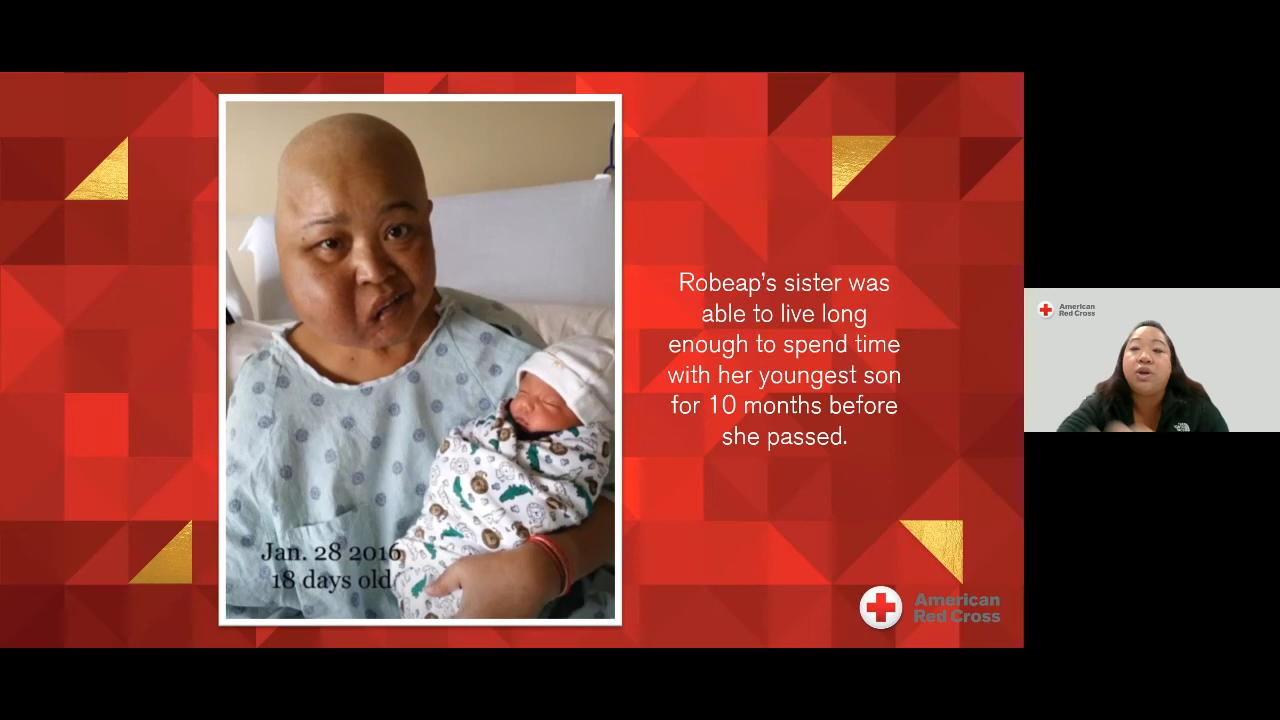 Robeap's sister was
able to live long
enough to spend time
with her youngest son
for 10 months before
she passed.
Jan. 28 2016
18 days old
American
Red Cross
American
Red Cross